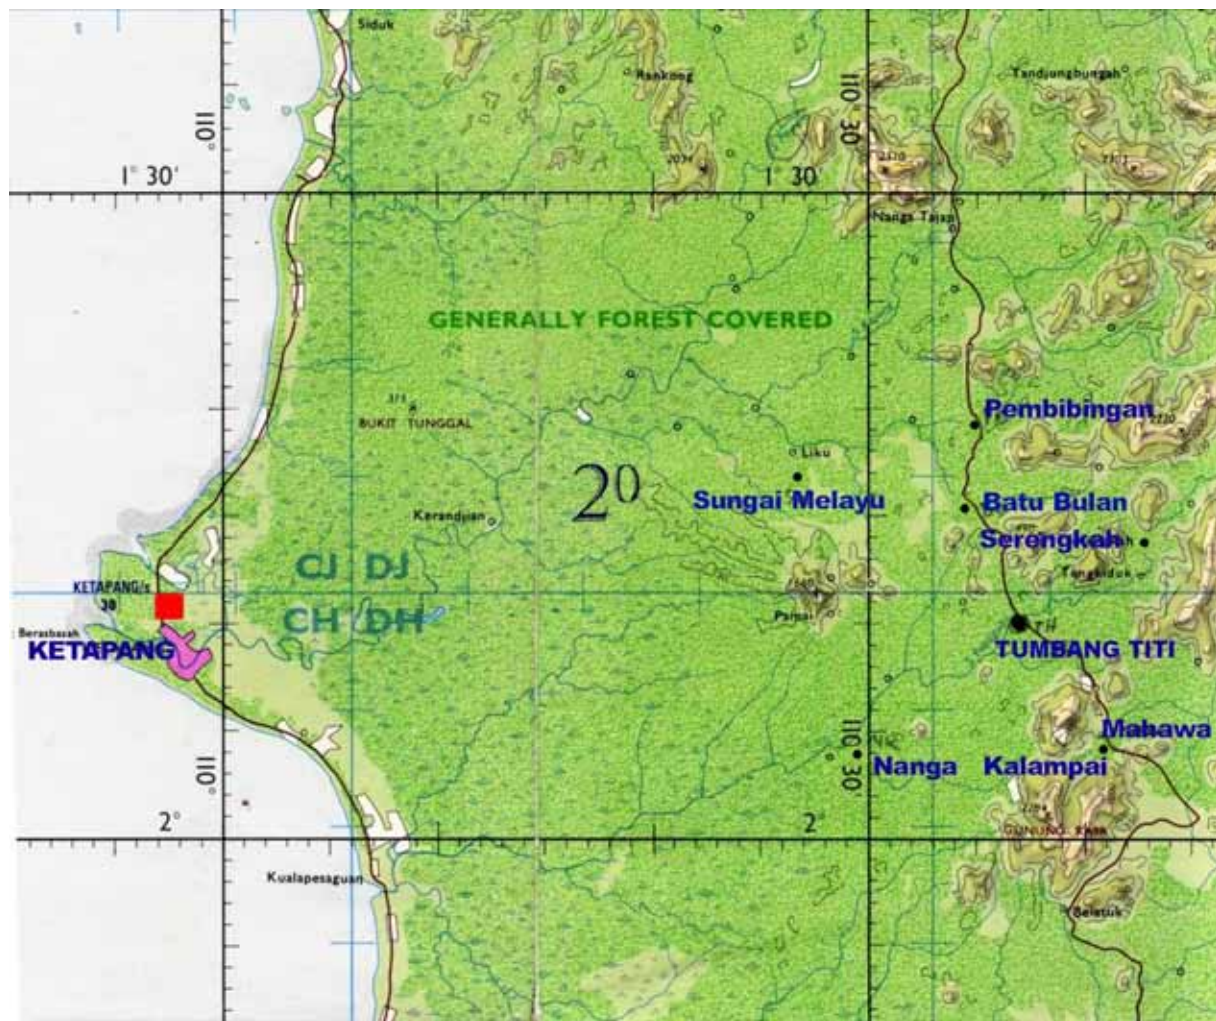 Siduk
Rankong
Tandjungbungah
110°
110° 30'
1° 30'
1° 30
Nanga Tajap
GENERALLY FOREST COVERED
BUKIT TUNGGAL
Pembibingan
Liku
20
Sungai Melayu
Batu Bulan
Kerandjian
Serengkah
CJ DJ
KETAPANG/s
30
CH DH
Berasbasah
KETAPANG
TUMBANG TITI
Mahawa
110°
110° 30'
Nanga Kalampai
2°
2°
Kualapesaguan